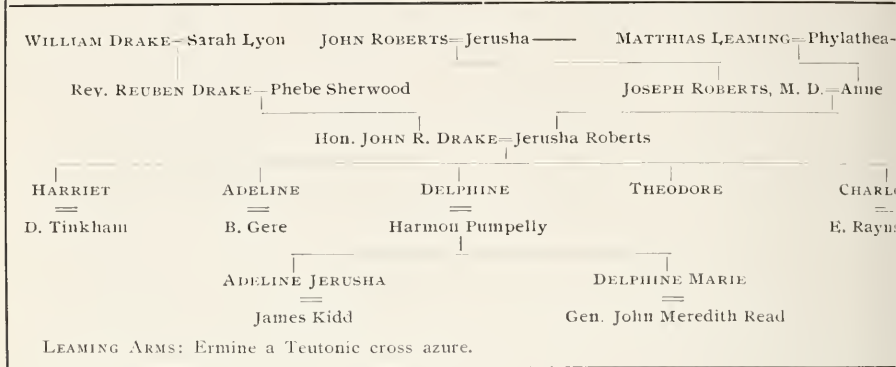 WILLIAM DRAKE=Sarah Lyon JOHN ROBERTS=Jerusha—— MATTHIAS LEAMING=Phylathea-
Rev. REUBEN DRAKE=Phebe Sherwood JOSEPH ROBERTS, M. D.=Anne
Hon. JOHN R. DRAKE=Jerusha Roberts
HARRIET ADELINE DELPHINE THEODORE CHARLO
D. Tinkham B. Gere Harmon Pumpelly E. Rayns
ADELINE JERUSHA DELPHINE MARIE
James Kidd Gen. John Meredith Read
LEAMING ARMS: Ermine a Teutonic cross azure.